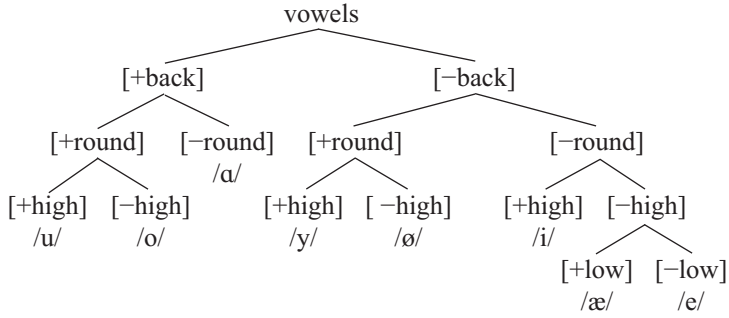 vowels
[+back] [−back]
[+round] [−round] [+round] [−round]
/ɑ/
[+high] [−high] [+high] [ −high] [+high] [−high]
/u/ /o/ /y/ /ø/ /i/
[+low] [−low]
/æ/ /e/